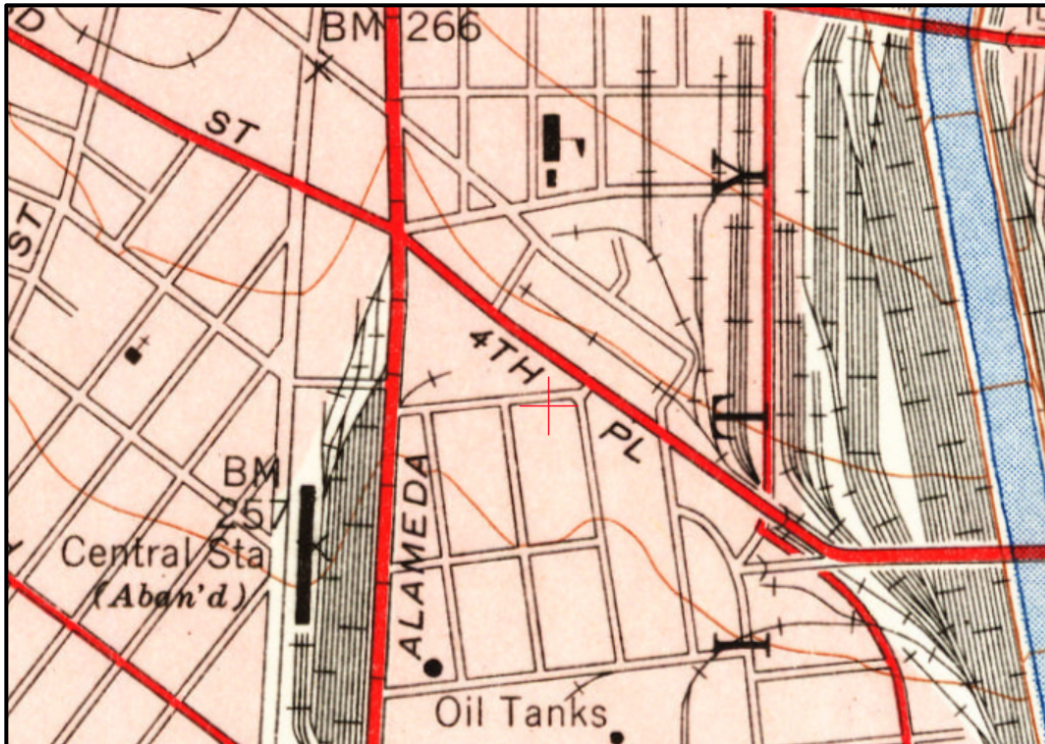 BM 266
ST
Y
ST
4TH PL
T
BM
257
Central Sta
(Aban'd)
ALAMEDA
I
Oil Tanks